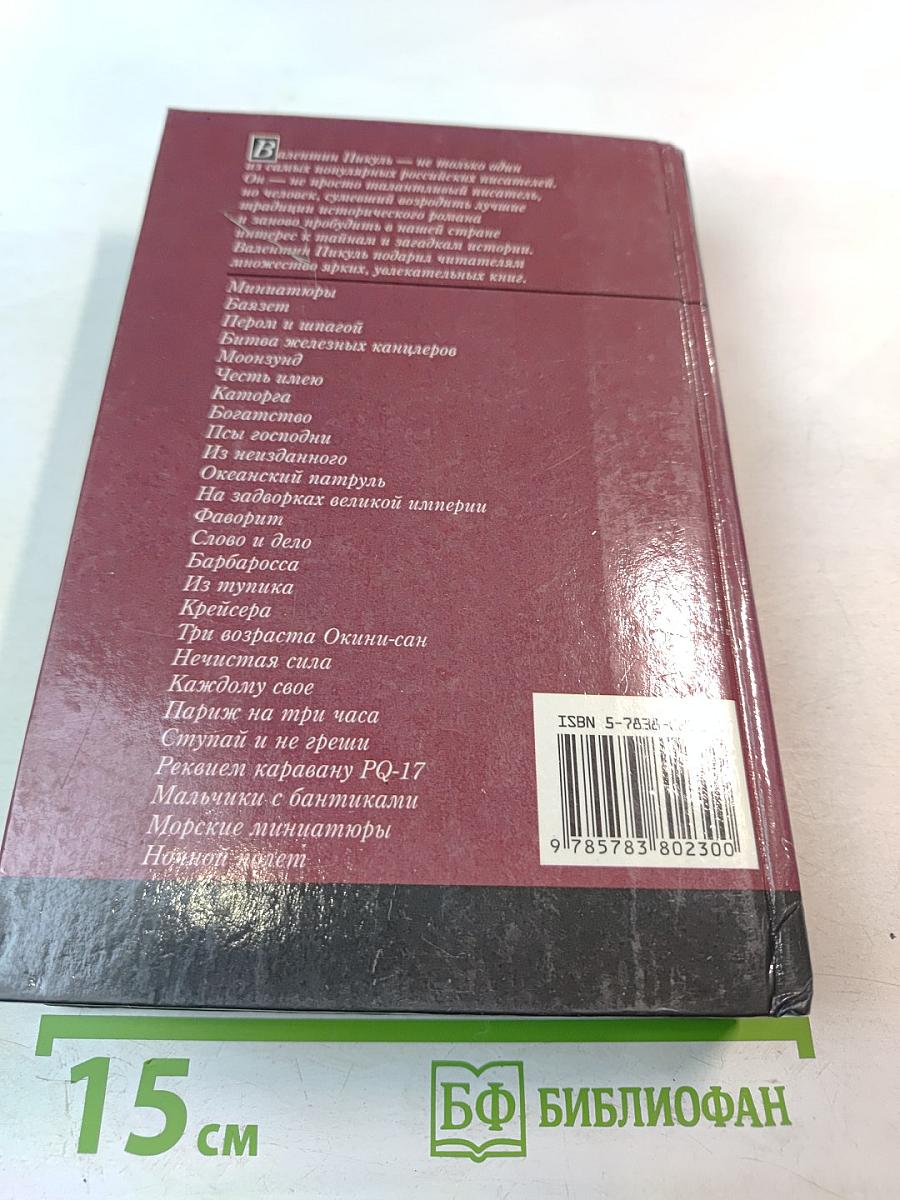 Валентин Пикуль — не только один
из самых популярных российских писателей.
Он — не просто талантливый писатель,
но человек, сумевший возродить лучшие
традиции исторического романа
и заново пробудить в нашей стране
интерес к тайнам и загадкам истории.
Валентин Пикуль подарил читателям
множество ярких, увлекательных книг.
Миниатюры
Баязет
Пером и шпагой
Битва железных канцлеров
Моонзунд
Честь имею
Каторга
Богатство
Псы господни
Из неизданного
Океанский патруль
На задворках великой империи
Фаворит
Слово и дело
Барбаросса
Из тупика
Крейсера
Три возраста Окини-сан
Нечистая сила
Каждому свое
Париж на три часа
Ступай и не греши
Реквием каравану PQ-17
Мальчики с бантиками
Морские миниатюры
Ночной полет
ISBN 5-7838-
9 785783 802300
15 см
БФ БИБЛИОФАН